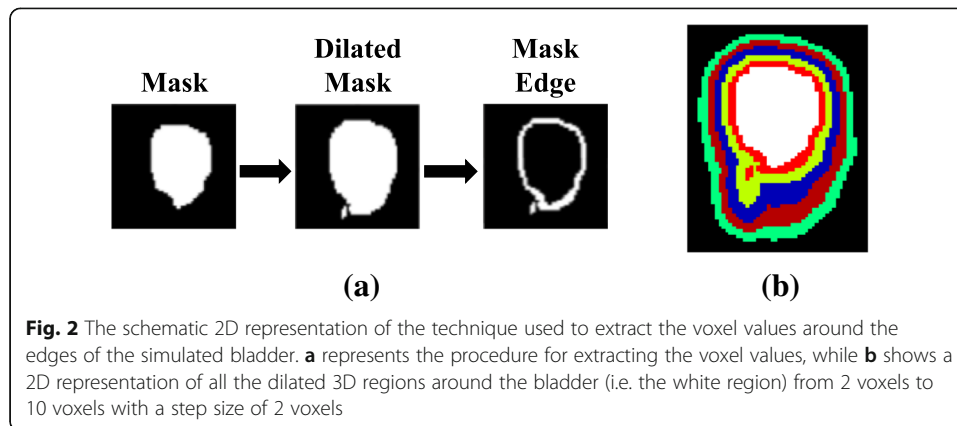 Mask
Dilated
Mask
Mask
Edge
(a)
(b)
Fig. 2 The schematic 2D representation of the technique used to extract the voxel values around the
edges of the simulated bladder. a represents the procedure for extracting the voxel values, while b shows a
2D representation of all the dilated 3D regions around the bladder (i.e. the white region) from 2 voxels to
10 voxels with a step size of 2 voxels